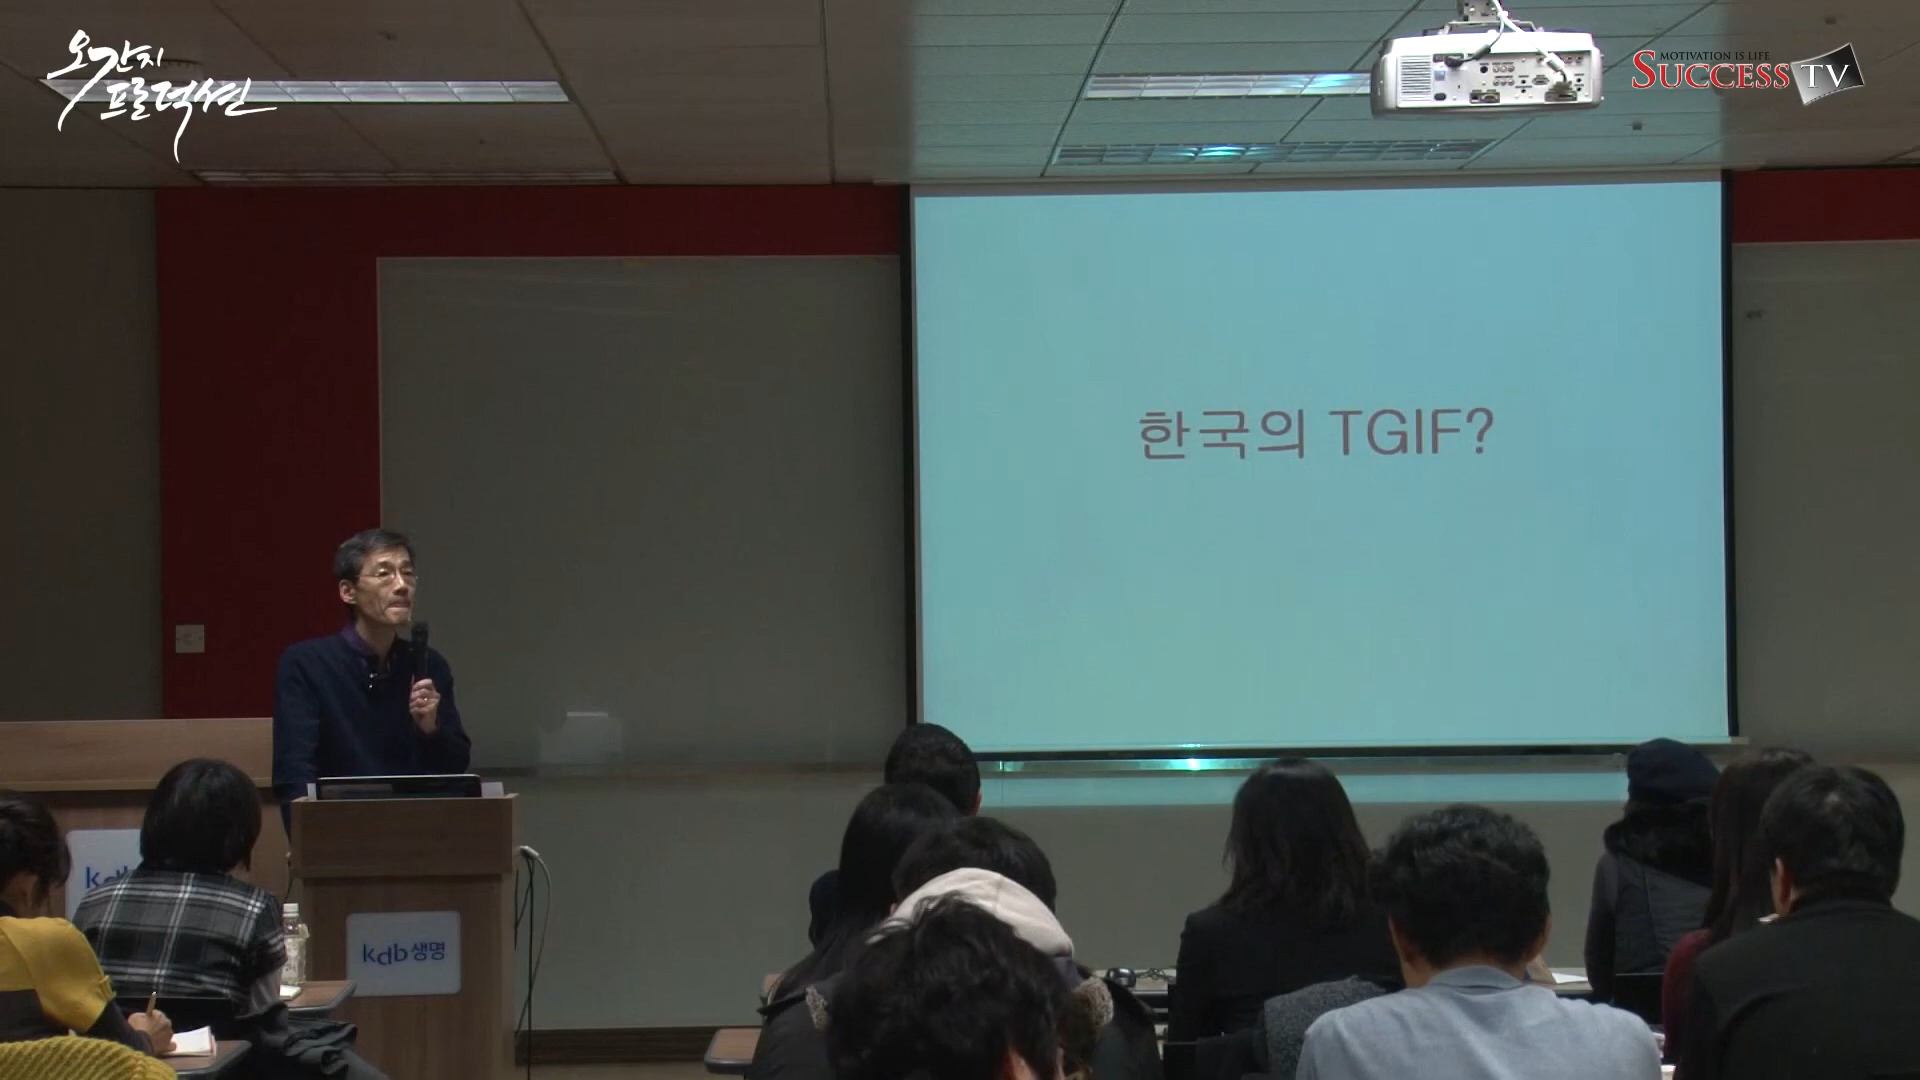 오가지
프로덕션
MOTIVATION IS LIFE
SUCCESS TV
한국의 TGIF?
kdb생명